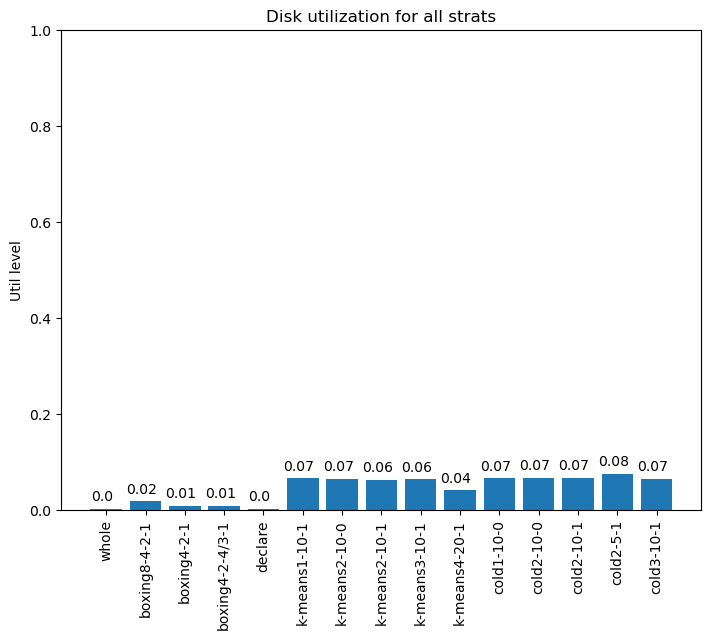 Disk utilization for all strats
Util level
1.0
0.8
0.6
0.4
0.2
0.0
0.0
0.02
0.01
0.01
0.0
0.07
0.07
0.06
0.06
0.04
0.07
0.07
0.07
0.08
0.07
whole
boxing8-4-2-1
boxing4-2-1
boxing4-2-4/3-1
declare
k-means1-10-1
k-means2-10-0
k-means2-10-1
k-means3-10-1
k-means4-20-1
cold1-10-0
cold2-10-0
cold2-10-1
cold2-5-1
cold3-10-1